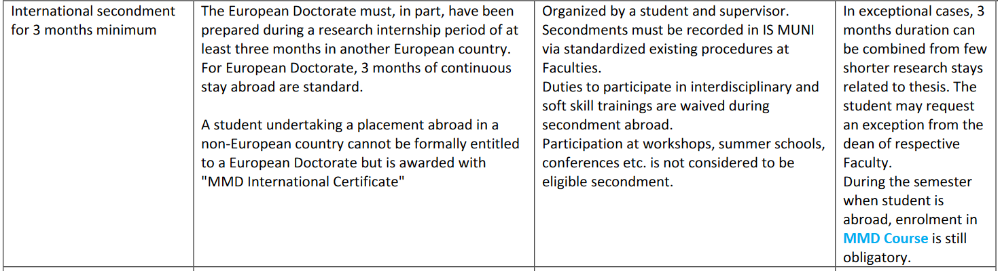 International secondment
for 3 months minimum
The European Doctorate must, in part, have been
prepared during a research internship period of at
least three months in another European country.
For European Doctorate, 3 months of continuous
stay abroad are standard.
A student undertaking a placement abroad in a
non-European country cannot be formally entitled
to a European Doctorate but is awarded with
"MMD International Certificate"
Organized by a student and supervisor.
Secondments must be recorded in IS MUNI
via standardized existing procedures at
Faculties.
Duties to participate in interdisciplinary and
soft skill trainings are waived during
secondment abroad.
Participation at workshops, summer schools,
conferences etc. is not considered to be
eligible secondment.
In exceptional cases, 3
months duration can
be combined from few
shorter research stays
related to thesis. The
student may request
an exception from the
dean of respective
Faculty.
During the semester
when student is
abroad, enrolment in
MMD Course is still
obligatory.